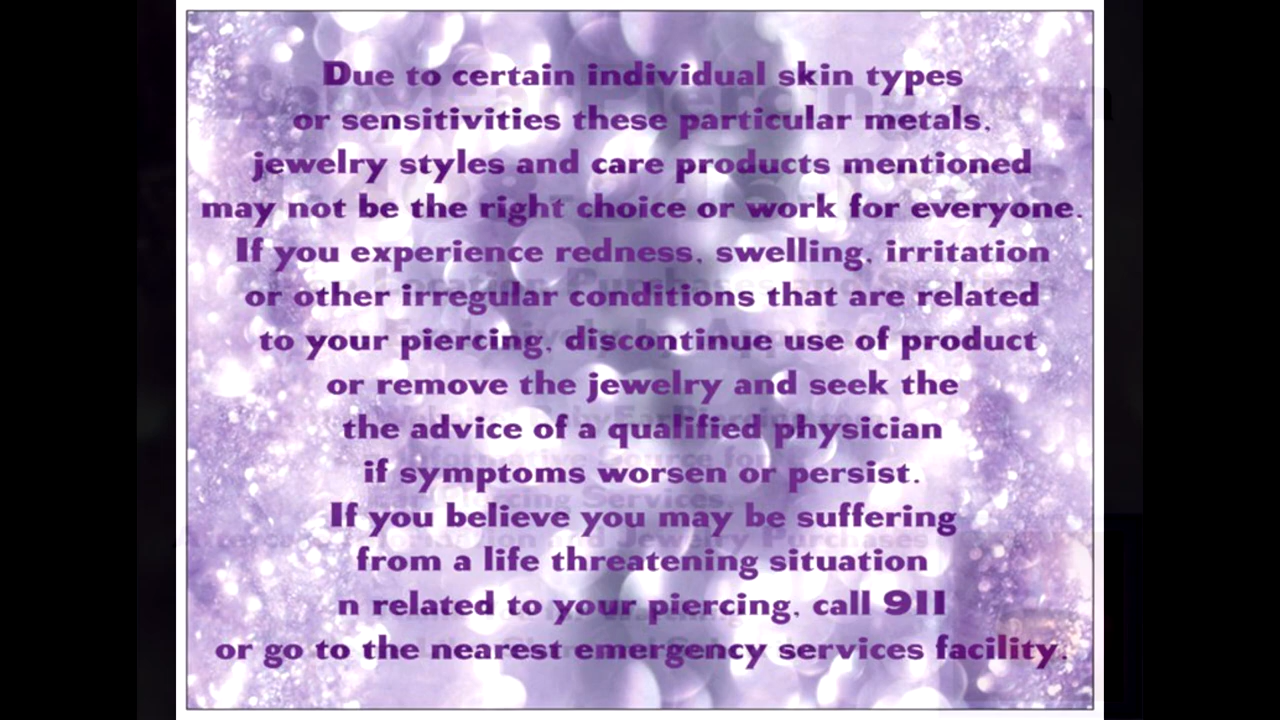 Due to certain individual skin types
or sensitivities these particular metals,
jewelry styles and care products mentioned
may not be the right choice or work for everyone.
If you experience redness, swelling, irritation
or other irregular conditions that are related
to your piercing, discontinue use of product
or remove the jewelry and seek the
the advice of a qualified physician
if symptoms worsen or persist.
If you believe you may be suffering
from a life threatening situation
n related to your piercing, call 911
or go to the nearest emergency services facility.